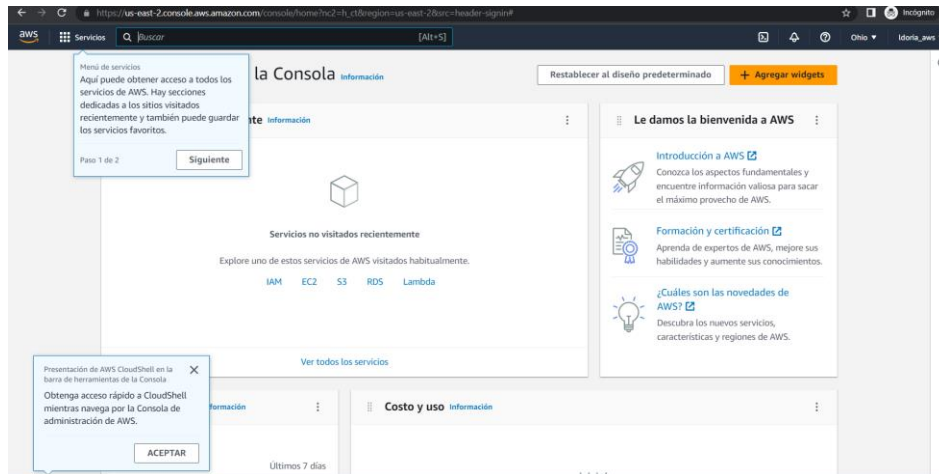 https://us-east-2.console.aws.amazon.com/console/home?nc2=h_ct&region=us-east-2&src=header-signin#
Incógnito
aws
Servicios
Buscar
[Alt+S]
Ohio
ldoria_aws
Menú de servicios
Aquí puede obtener acceso a todos los
servicios de AWS. Hay secciones
dedicadas a los sitios visitados
recientemente y también puede guardar
los servicios favoritos.
Paso 1 de 2
Siguiente
la Consola Información
Restablecer al diseño predeterminado
+ Agregar widgets
nte Información
Servicios no visitados recientemente
Explore uno de estos servicios de AWS visitados habitualmente.
IAM EC2 S3 RDS Lambda
Ver todos los servicios
Le damos la bienvenida a AWS
Introducción a AWS
Conozca los aspectos fundamentales y
encuentre información valiosa para sacar
el máximo provecho de AWS.
Formación y certificación
Aprenda de expertos de AWS, mejore sus
habilidades y aumente sus conocimientos.
¿Cuáles son las novedades de
AWS?
Descubra los nuevos servicios,
características y regiones de AWS.
Presentación de AWS CloudShell en la
barra de herramientas de la Consola
Obtenga acceso rápido a CloudShell
mientras navega por la Consola de
administración de AWS.
ACEPTAR
formación
Últimos 7 días
Costo y uso Información